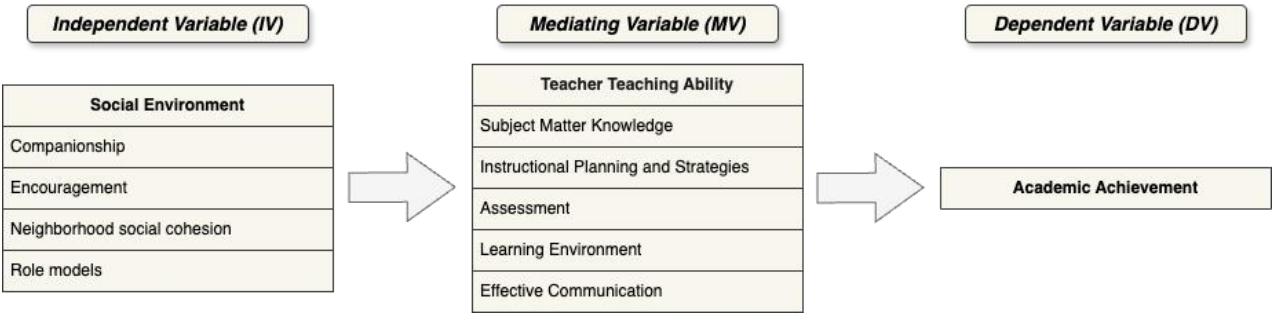 Independent Variable (IV)
Mediating Variable (MV)
Dependent Variable (DV)
Social Environment
Companionship
Encouragement
Neighborhood social cohesion
Role models
Teacher Teaching Ability
Subject Matter Knowledge
Instructional Planning and Strategies
Assessment
Learning Environment
Effective Communication
Academic Achievement